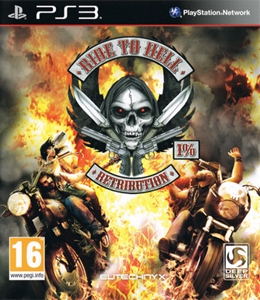 PS3
PlayStation.Network
RIDE TO HELL
1%
RETRIBUTION
16
www.pegi.info
EUTECHNYX
DEEP
SILVER